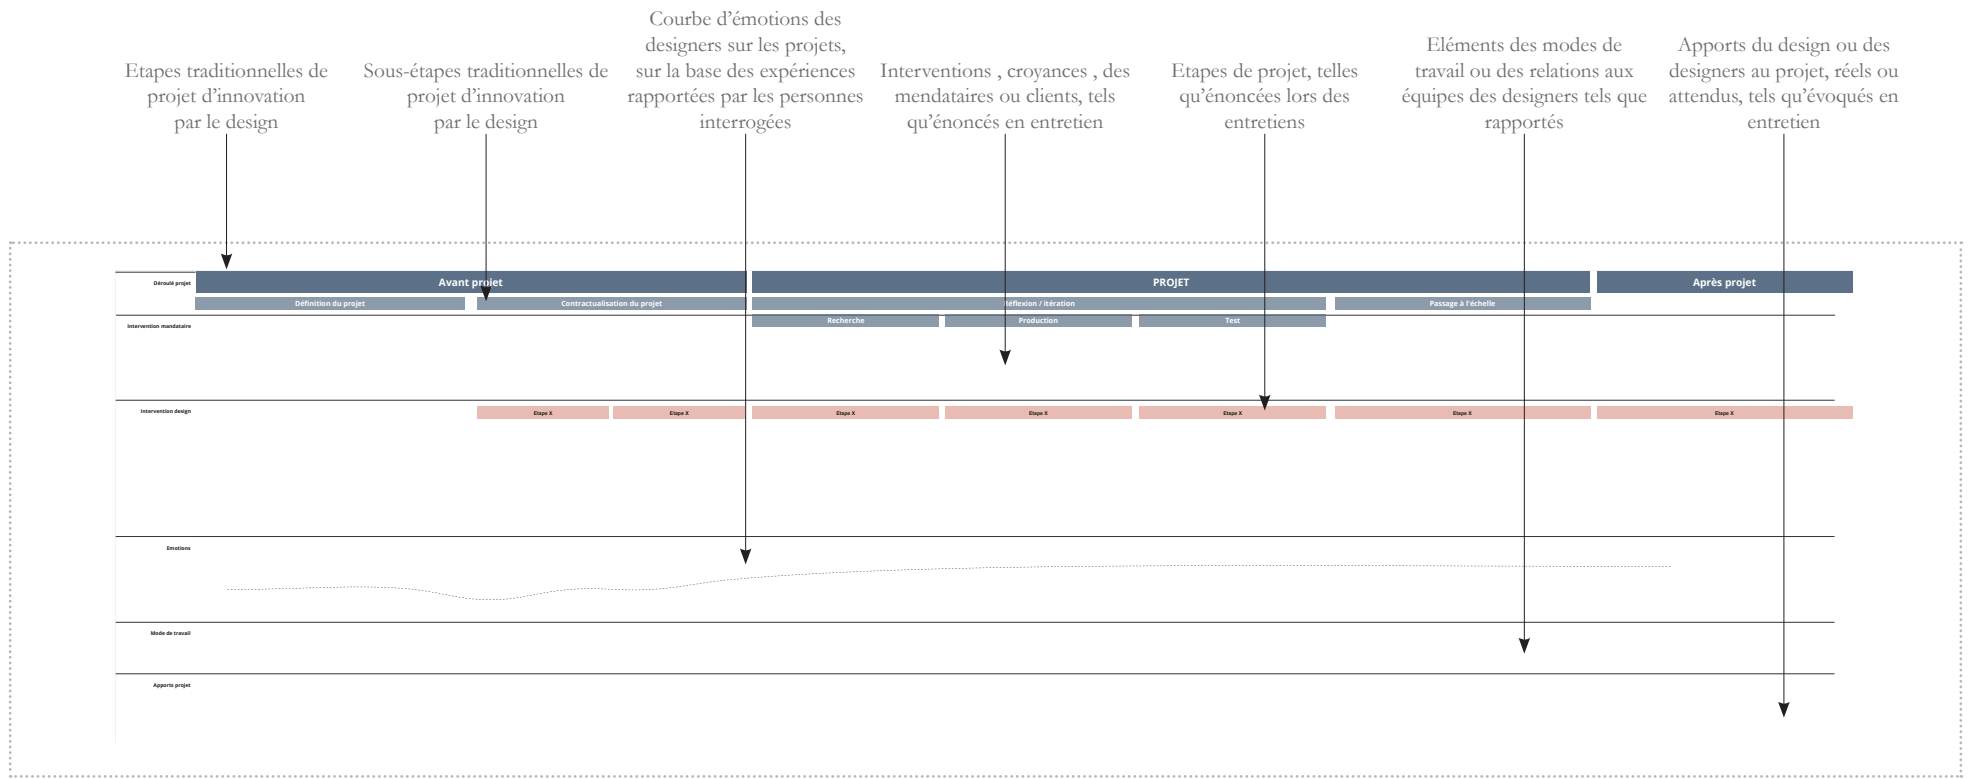 Etapes traditionnelles de
projet d’innovation
par le design
Sous-étapes traditionnelles de
projet d’innovation
par le design
Courbe d’émotions des
designers sur les projets,
sur la base des expériences
rapportées par les personnes
interrogées
Interventions , croyances , des
mendataires ou clients, tels
qu’énoncés en entretien
Etapes de projet, telles
qu’énoncées lors des
entretiens
Eléments des modes de
travail ou des relations aux
équipes des designers tels que
rapportés
Apports du design ou des
designers au projet, réels ou
attendus, tels qu’évoqués en
entretien
Déroulé projet
Avant projet
PROJET
Après projet
Définition du projet
Contractualisation du projet
Réflexion / itération
Passage à l’échelle
Intervention mandataire
Recherche
Production
Test
Intervention design
Etape X
Etape X
Etape X
Etape X
Etape X
Etape X
Etape X
Emotions
Mode de travail
Apports projet